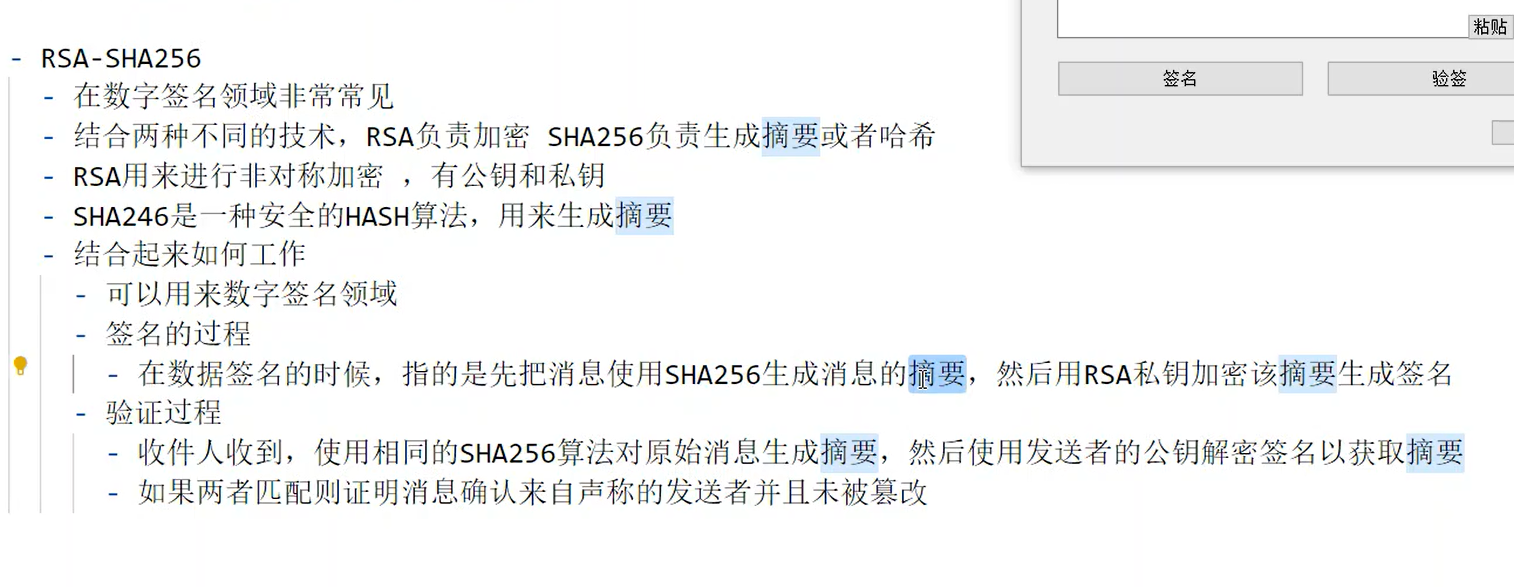 粘贴
签名 验签
- RSA-SHA256
- 在数字签名领域非常常见
- 结合两种不同的技术，RSA负责加密 SHA256负责生成摘要或者哈希
- RSA用来进行非对称加密 ，有公钥和私钥
- SHA246是一种安全的HASH算法，用来生成摘要
- 结合起来如何工作
- 可以用来数字签名领域
- 签名的过程
- 在数据签名的时候，指的是先把消息使用SHA256生成消息的摘要，然后用RSA私钥加密该摘要生成签名
- 验证过程
- 收件人收到，使用相同的SHA256算法对原始消息生成摘要，然后使用发送者的公钥解密签名以获取摘要
- 如果两者匹配则证明消息确认来自声称的发送者并且未被篡改